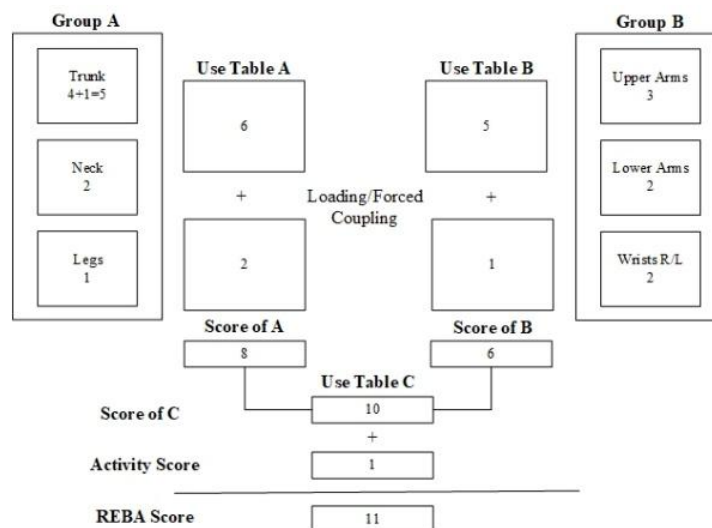 Group A
Group B
Trunk
4+1=5
Use Table A
Use Table B
Upper Arms
3
6
5
Neck
2
+
Loading/Forced
Coupling
+
Lower Arms
2
Legs
1
2
1
Wrists R/L
2
Score of A
Score of B
8
6
Use Table C
Score of C
10
+
Activity Score
1
REBA Score
11